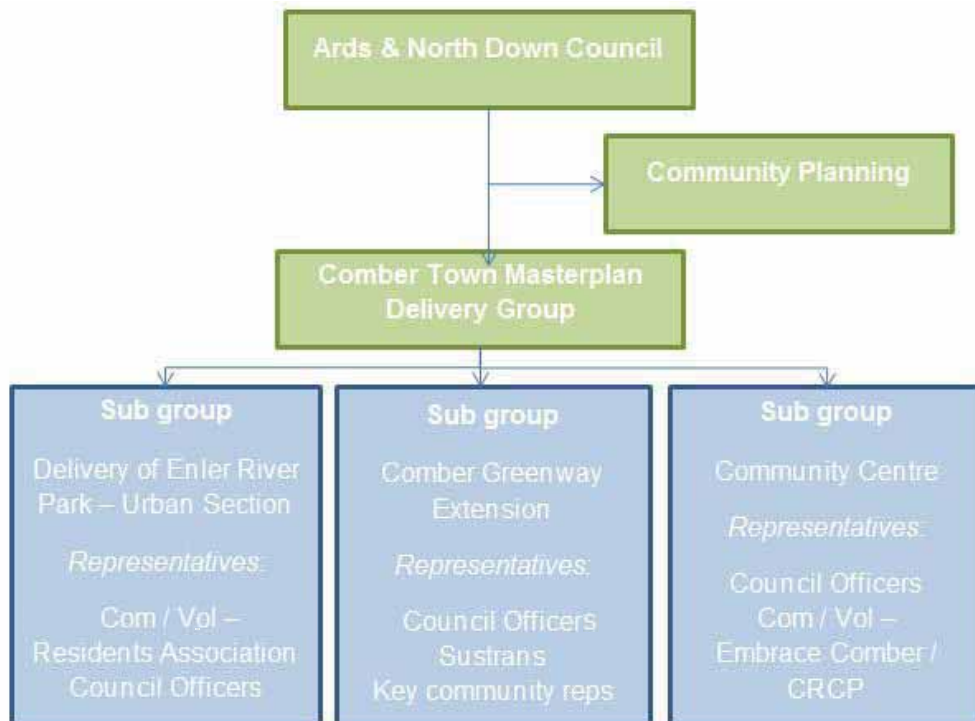 Ards & North Down Council
Community Planning
Comber Town Masterplan
Delivery Group
Sub group
Delivery of Enler River
Park – Urban Section
Representatives:
Com / Vol –
Residents Association
Council Officers
Sub group
Comber Greenway
Extension
Representatives:
Council Officers
Sustrans
Key community reps
Sub group
Community Centre
Representatives:
Council Officers
Com / Vol –
Embrace Comber /
CRCP